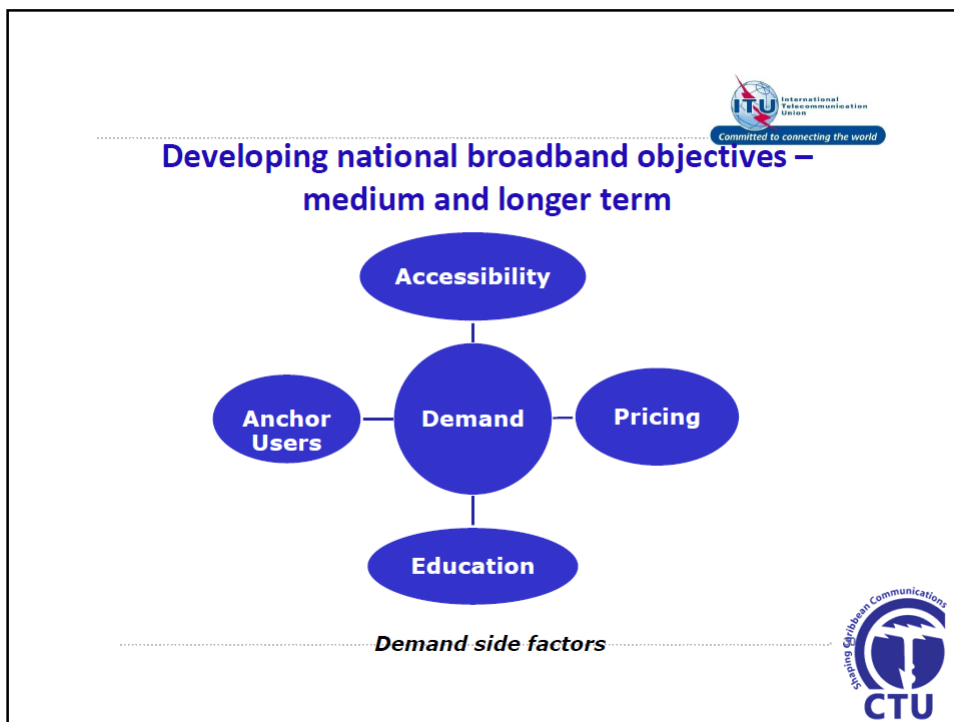 ITU
International
Telecommunication
Union
Committed to connecting the world
Developing national broadband objectives –
medium and longer term
Accessibility
Anchor
Users
Demand
Pricing
Education
Demand side factors
Shaping Caribbean Communications
CTU